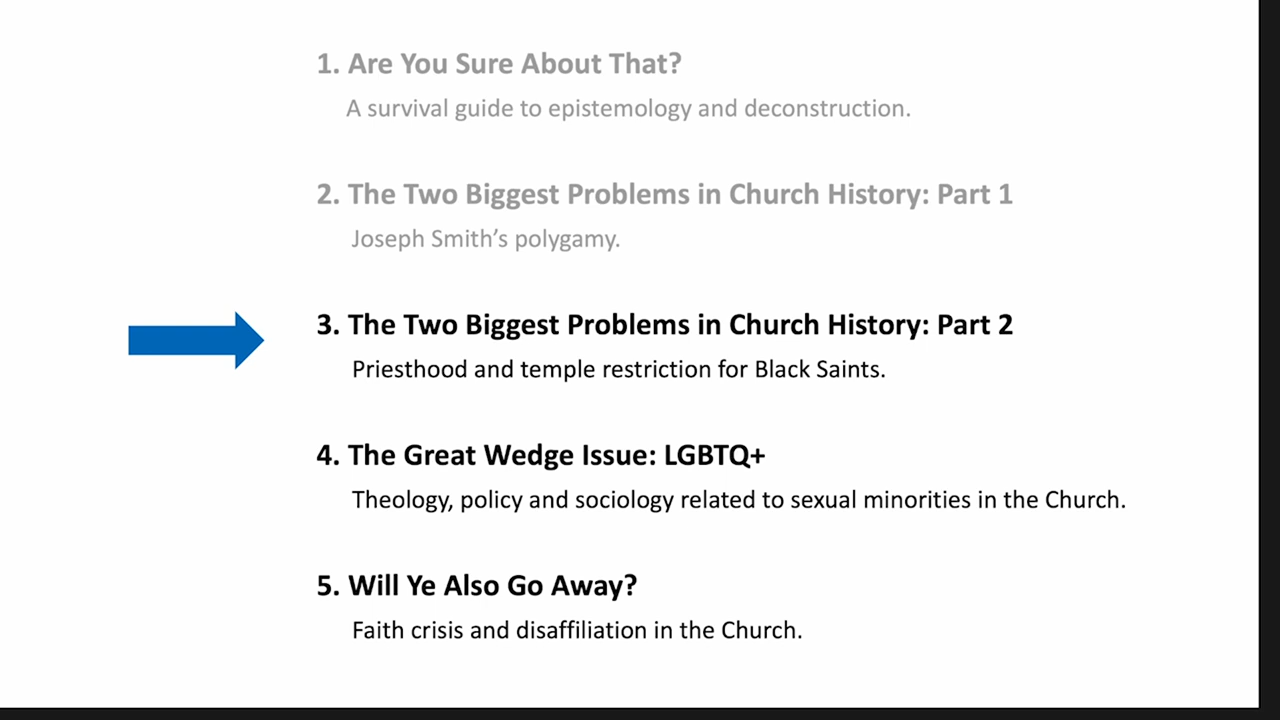 1. Are You Sure About That?
A survival guide to epistemology and deconstruction.
2. The Two Biggest Problems in Church History: Part 1
Joseph Smith’s polygamy.
3. The Two Biggest Problems in Church History: Part 2
Priesthood and temple restriction for Black Saints.
4. The Great Wedge Issue: LGBTQ+
Theology, policy and sociology related to sexual minorities in the Church.
5. Will Ye Also Go Away?
Faith crisis and disaffiliation in the Church.